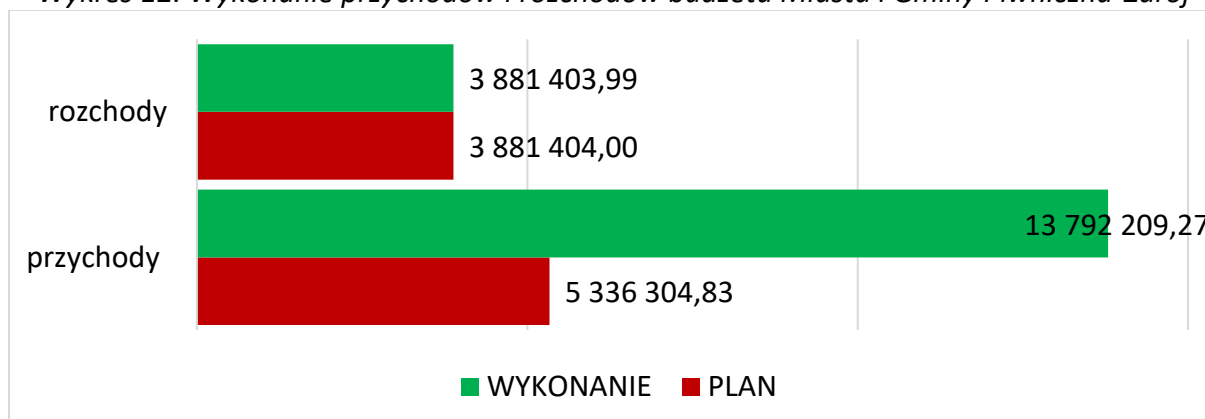 rozchody
3 881 403,99
3 881 404,00
przychody
13 792 209,27
5 336 304,83
WYKONANIE PLAN